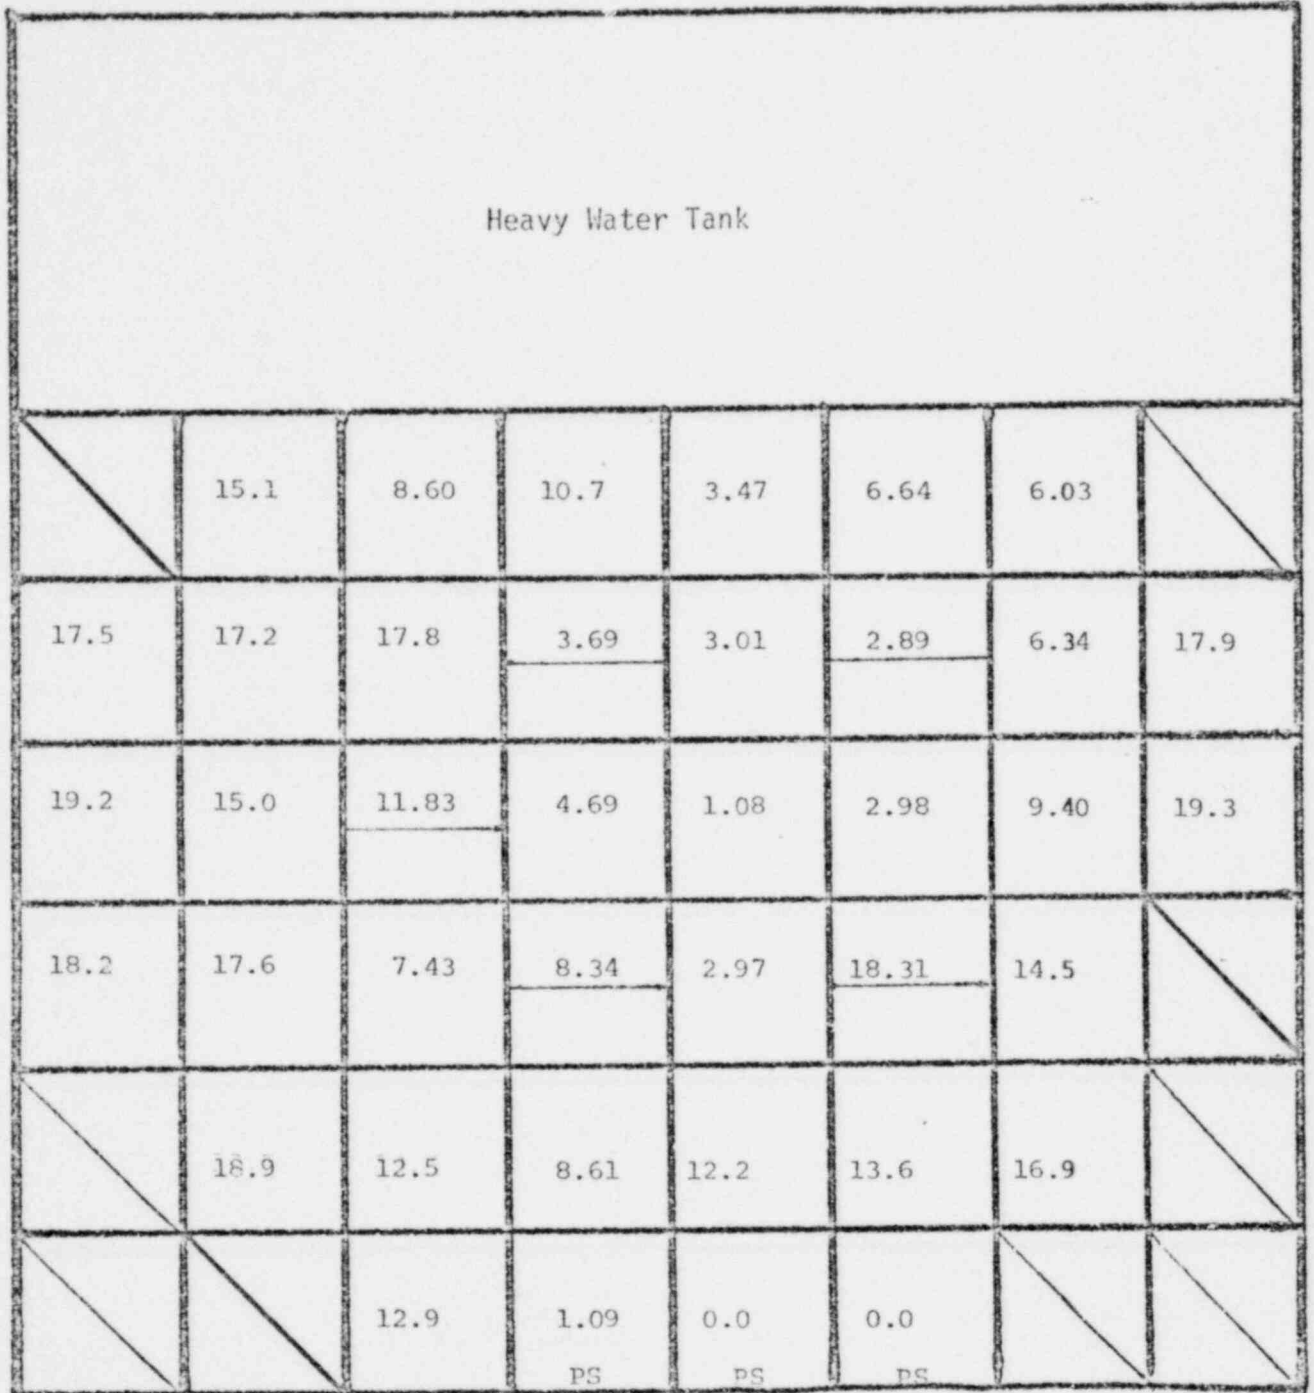 Heavy Water Tank
15.1 8.60 10.7 3.47 6.64 6.03
17.5 17.2 17.8 3.69 3.01 2.89 6.34 17.9
19.2 15.0 11.83 4.69 1.08 2.98 9.40 19.3
18.2 17.6 7.43 8.34 2.97 18.31 14.5
18.9 12.5 8.61 12.2 13.6 16.9
12.9 1.09 0.0 0.0
PS PS PS